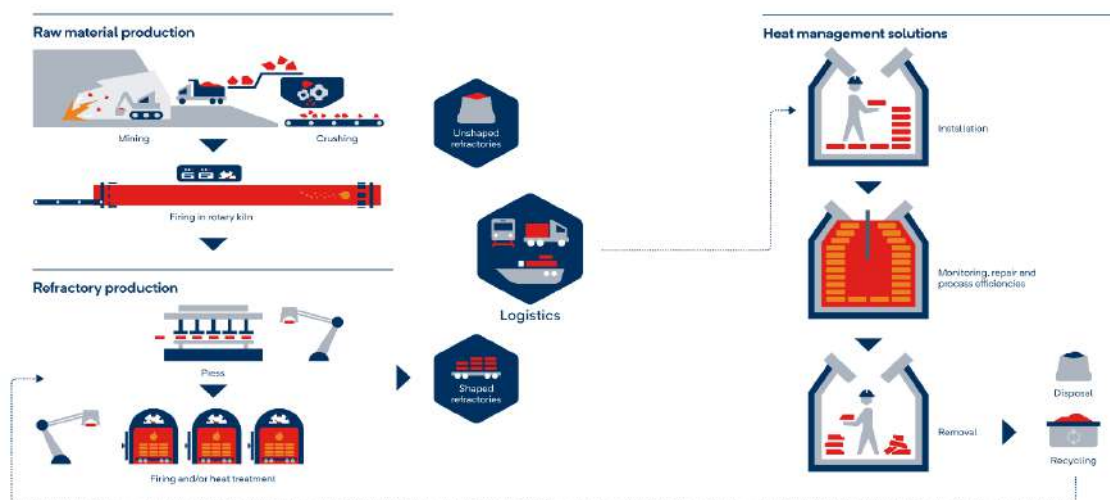 Raw material production
Mining
Crushing
Firing in rotary kiln
Refractory production
Press
Firing and/or heat treatment
Unshaped
refractories
Logistics
Shaped
refractories
Heat management solutions
Installation
Monitoring, repair and
process efficiencies
Removal
Disposal
Recycling